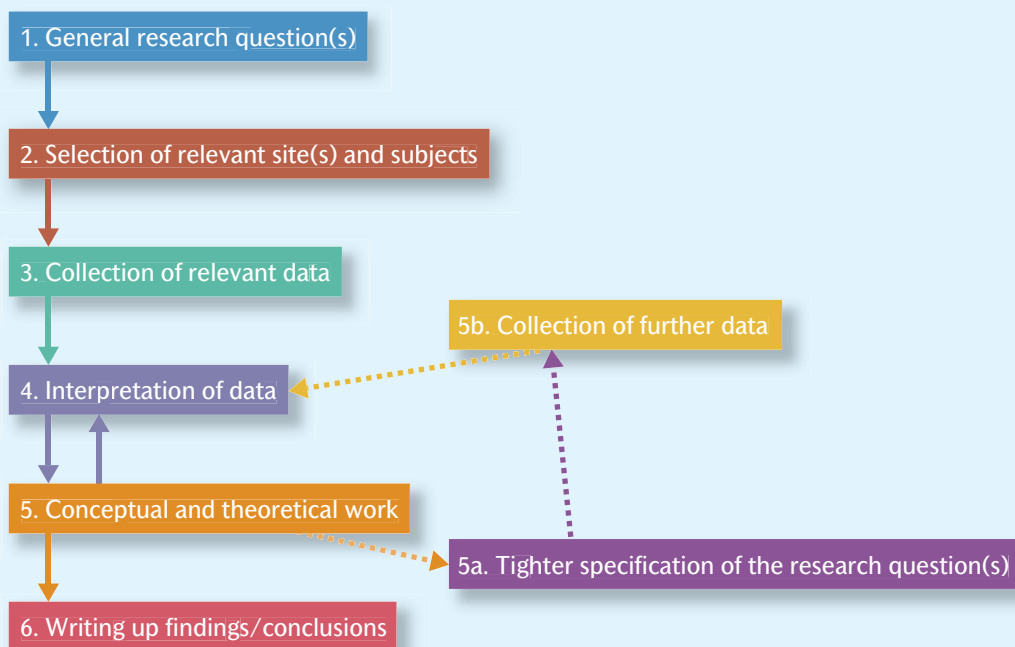 1. General research question(s)
2. Selection of relevant site(s) and subjects
3. Collection of relevant data
5b. Collection of further data
4. Interpretation of data
5. Conceptual and theoretical work
5a. Tighter specification of the research question(s)
6. Writing up findings/conclusions